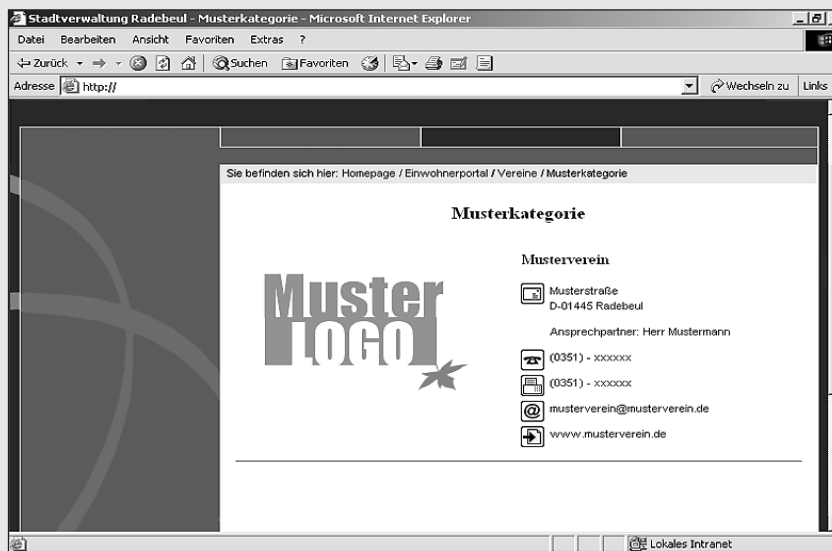 Stadtverwaltung Radebeul - Musterkategorie - Microsoft Internet Explorer
Datei Bearbeiten Ansicht Favoriten Extras ?
Zurück Suchen Favoriten
Adresse http:// Wechseln zu Links
Sie befinden sich hier: Homepage / Einwohnerportal / Vereine / Musterkategorie
Musterkategorie
Muster
LOGO
Musterverein
Musterstraße
D-01445 Radebeul
Ansprechpartner: Herr Mustermann
(0351) - xxxxxx
(0351) - xxxxxx
musterverein@musterverein.de
www.musterverein.de
Lokales Intranet